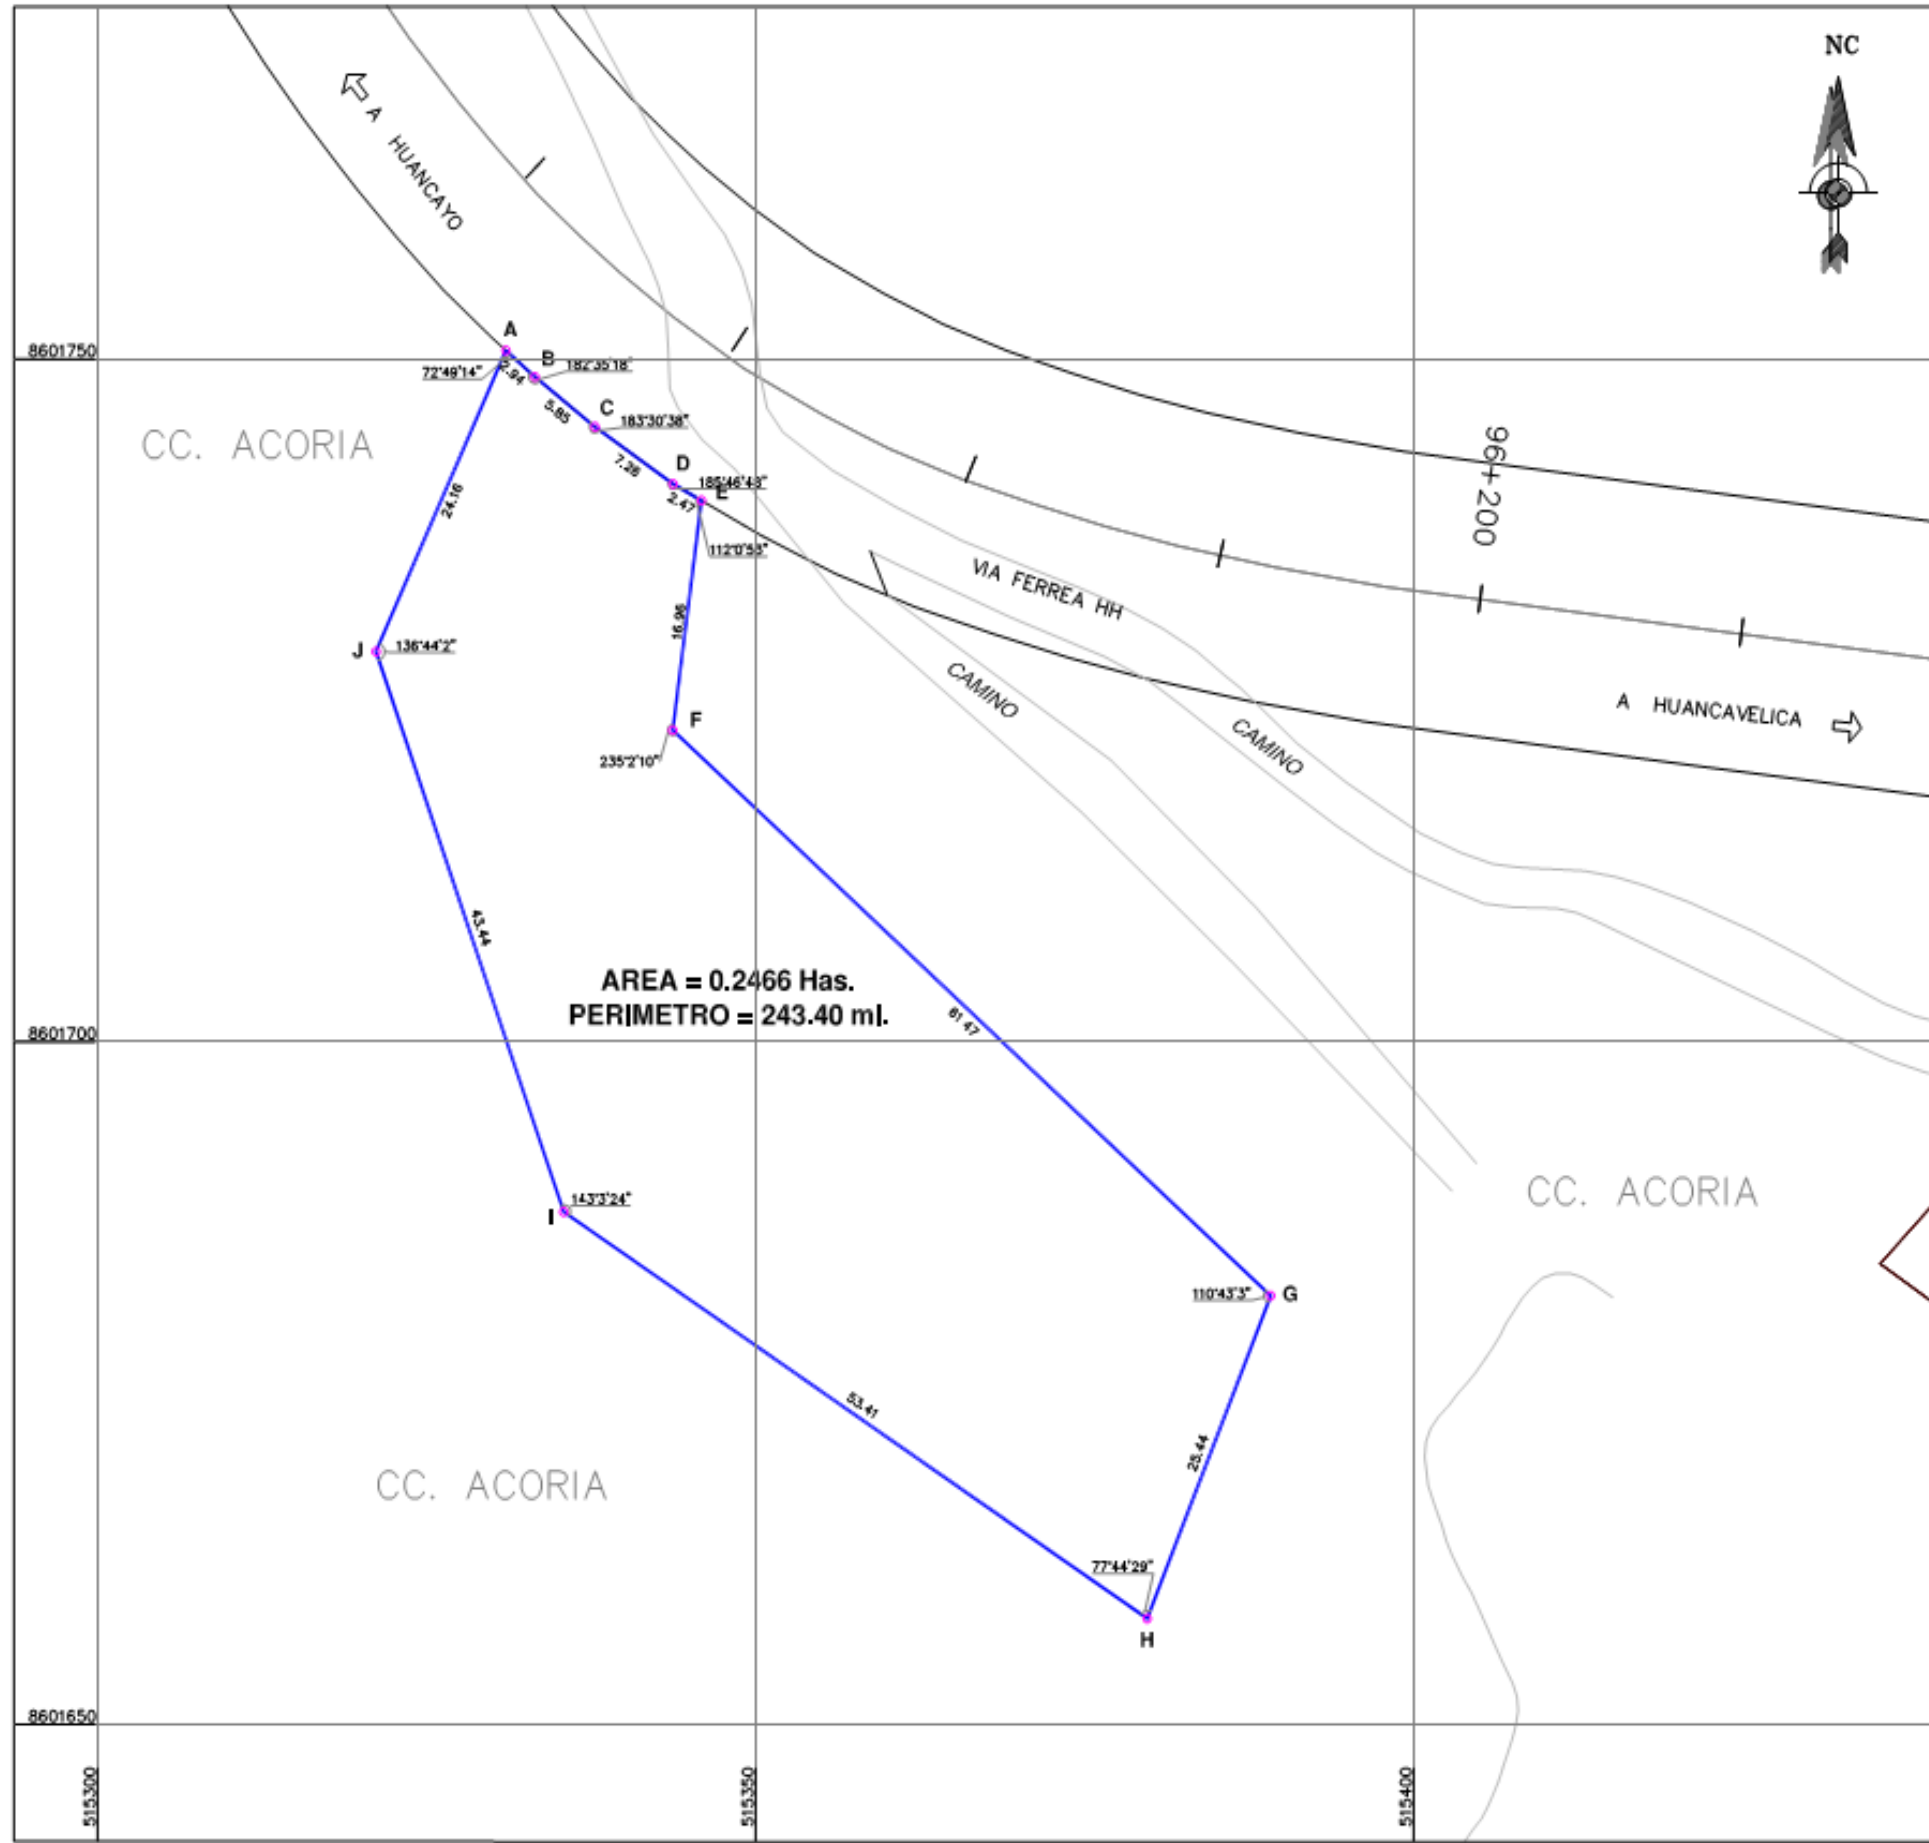 NC
A HUANCAYO
A
8601750
B
182°35'18"
72°49'14"
2.94
5.85
C
183°30'38"
CC. ACORIA
7.26
D
E
2.47
96+200
24.16
112°0'53"
VIA FERREA HH
16.96
J
136°44'2"
CAMINO
A HUANCAVELICA
F
CAMINO
235°2'10"
43.44
AREA = 0.2466 Has.
PERIMETRO = 243.40 ml.
61.47
8601700
CC. ACORIA
143°3'24"
I
110°43'3"
G
53.41
25.44
CC. ACORIA
77°44'29"
H
8601650
515300
515350
515400